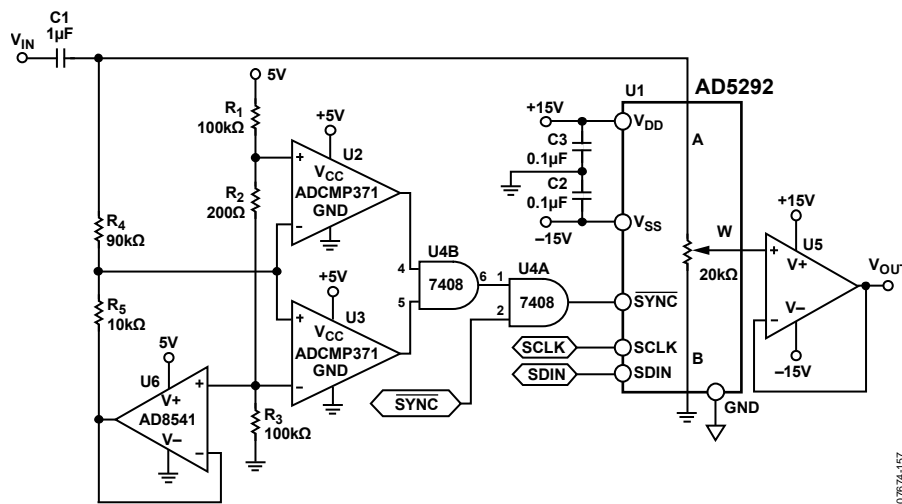 C1
1µF
VIN
5V
U1
AD5292
R1
100kΩ
+5V
U2
+
VCC
ADCMP371
GND
–
R2
200Ω
+15V
VDD
C3
0.1µF
C2
0.1µF
–15V
VSS
A
W
20kΩ
B
+15V
U5
+
V+
V–
–
–15V
VOUT
R4
90kΩ
R5
10kΩ
+5V
U3
+
VCC
ADCMP371
GND
–
U4B
4
5
7408
6
U4A
1
2
7408
SYNC
SCLK
SCLK
SDIN
SDIN
GND
5V
U6
V+
+
AD8541
V–
–
R3
100kΩ
SYNC
07674-157